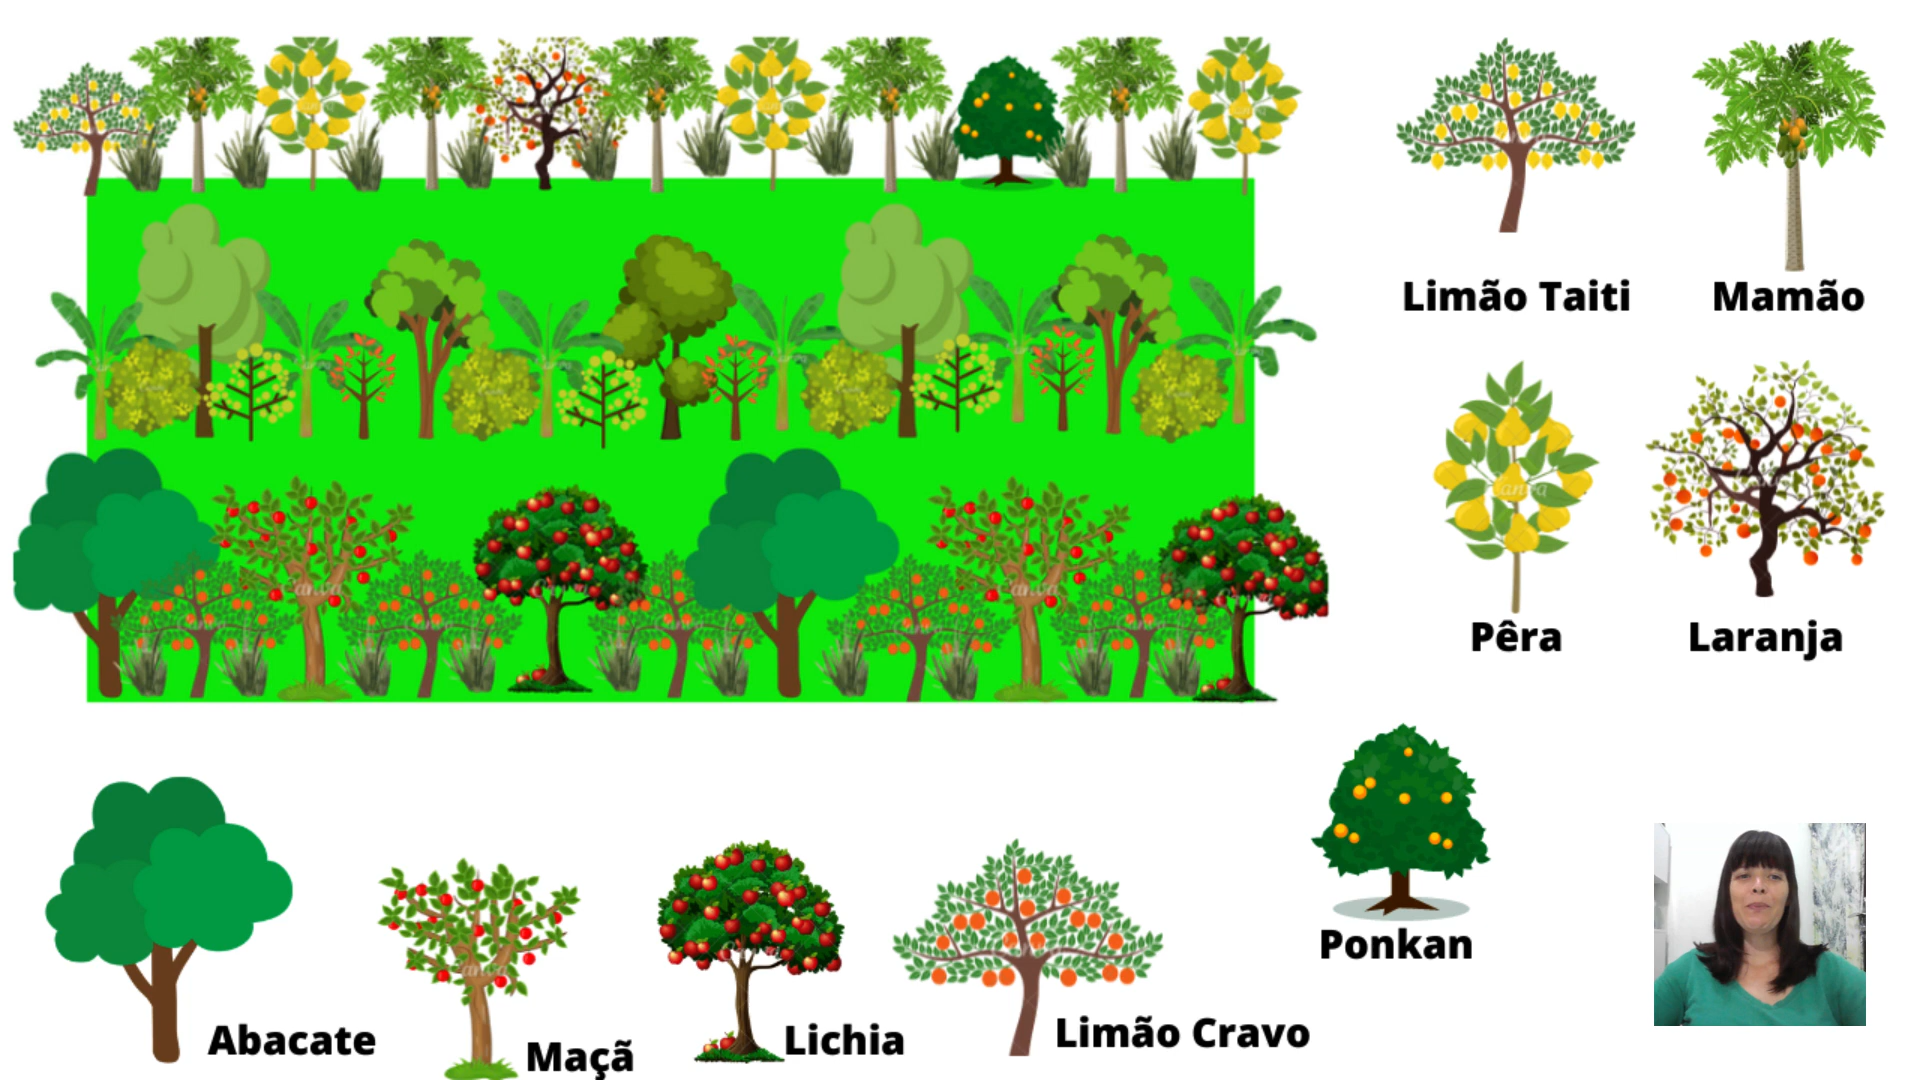 Limão Taiti
Mamão
Pêra
Laranja
Ponkan
Abacate
Maçã
Lichia
Limão Cravo